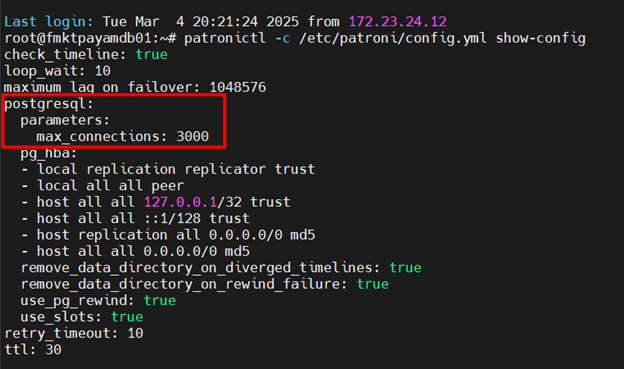 Last login: Tue Mar  4 20:21:24 2025 from 172.23.24.12
root@fmktpayamdb01:~# patronictl -c /etc/patroni/config.yml show-config
check_timeline: true
loop_wait: 10
maximum_lag_on_failover: 1048576
postgresql:
  parameters:
    max_connections: 3000
  pg_hba:
  - local replication replicator trust
  - local all all peer
  - host all all 127.0.0.1/32 trust
  - host all all ::1/128 trust
  - host replication all 0.0.0.0/0 md5
  - host all all 0.0.0.0/0 md5
  remove_data_directory_on_diverged_timelines: true
  remove_data_directory_on_rewind_failure: true
  use_pg_rewind: true
  use_slots: true
retry_timeout: 10
ttl: 30